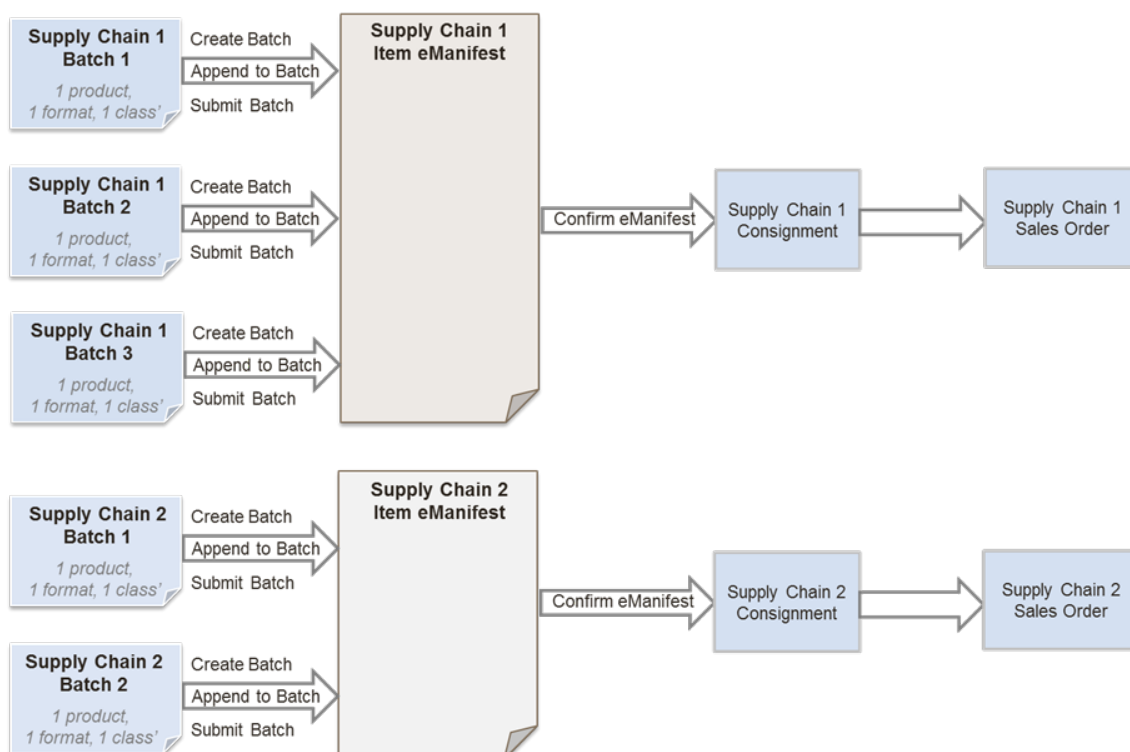 Supply Chain 1
Batch 1
1 product,
1 format, 1 class’
Create Batch
Append to Batch
Submit Batch
Supply Chain 1
Item eManifest
Supply Chain 1
Batch 2
1 product,
1 format, 1 class’
Create Batch
Append to Batch
Submit Batch
Confirm eManifest
Supply Chain 1
Consignment
Supply Chain 1
Sales Order
Supply Chain 1
Batch 3
1 product,
1 format, 1 class’
Create Batch
Append to Batch
Submit Batch
Supply Chain 2
Batch 1
1 product,
1 format, 1 class’
Create Batch
Append to Batch
Submit Batch
Supply Chain 2
Item eManifest
Confirm eManifest
Supply Chain 2
Consignment
Supply Chain 2
Sales Order
Supply Chain 2
Batch 2
1 product,
1 format, 1 class’
Create Batch
Append to Batch
Submit Batch